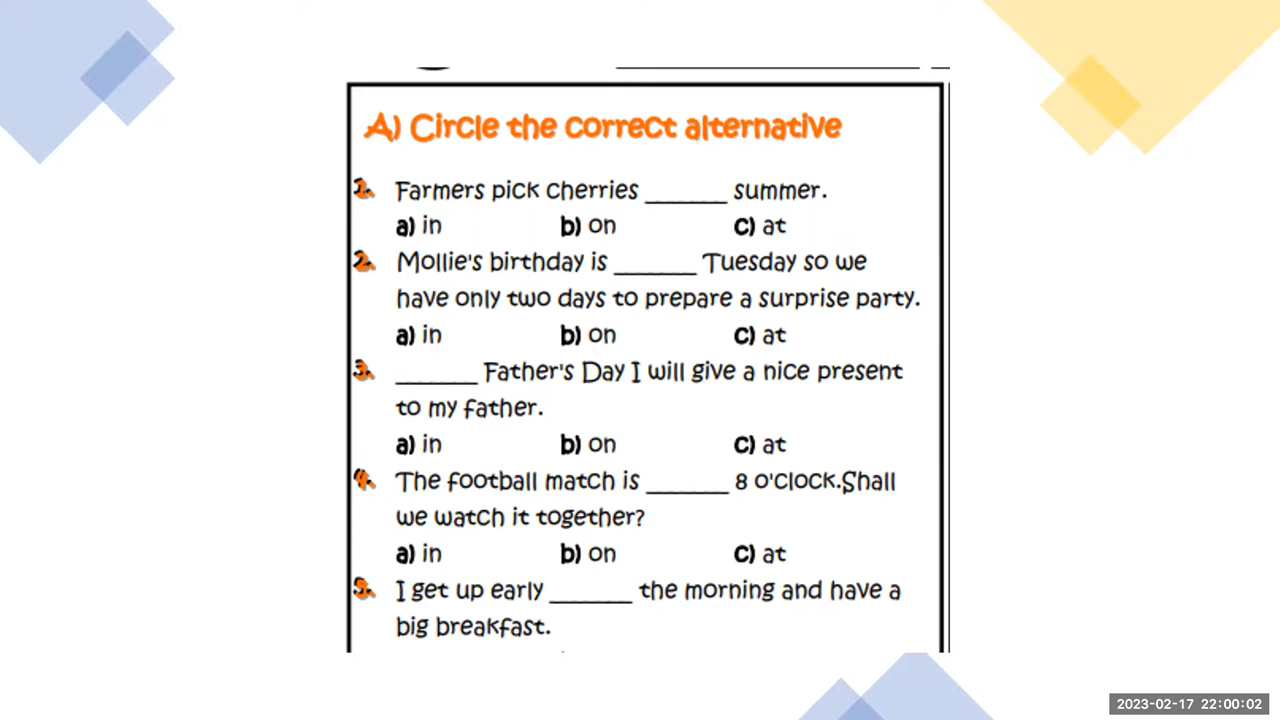 A) Circle the correct alternative
1. Farmers pick cherries _______ summer.
a) in b) on c) at
2. Mollie's birthday is _______ Tuesday so we
have only two days to prepare a surprise party.
a) in b) on c) at
3. _______ Father's Day I will give a nice present
to my father.
a) in b) on c) at
4. The football match is _______ 8 o'clock.Shall
we watch it together?
a) in b) on c) at
5. I get up early _______ the morning and have a
big breakfast.
2023-02-17 22:00:02